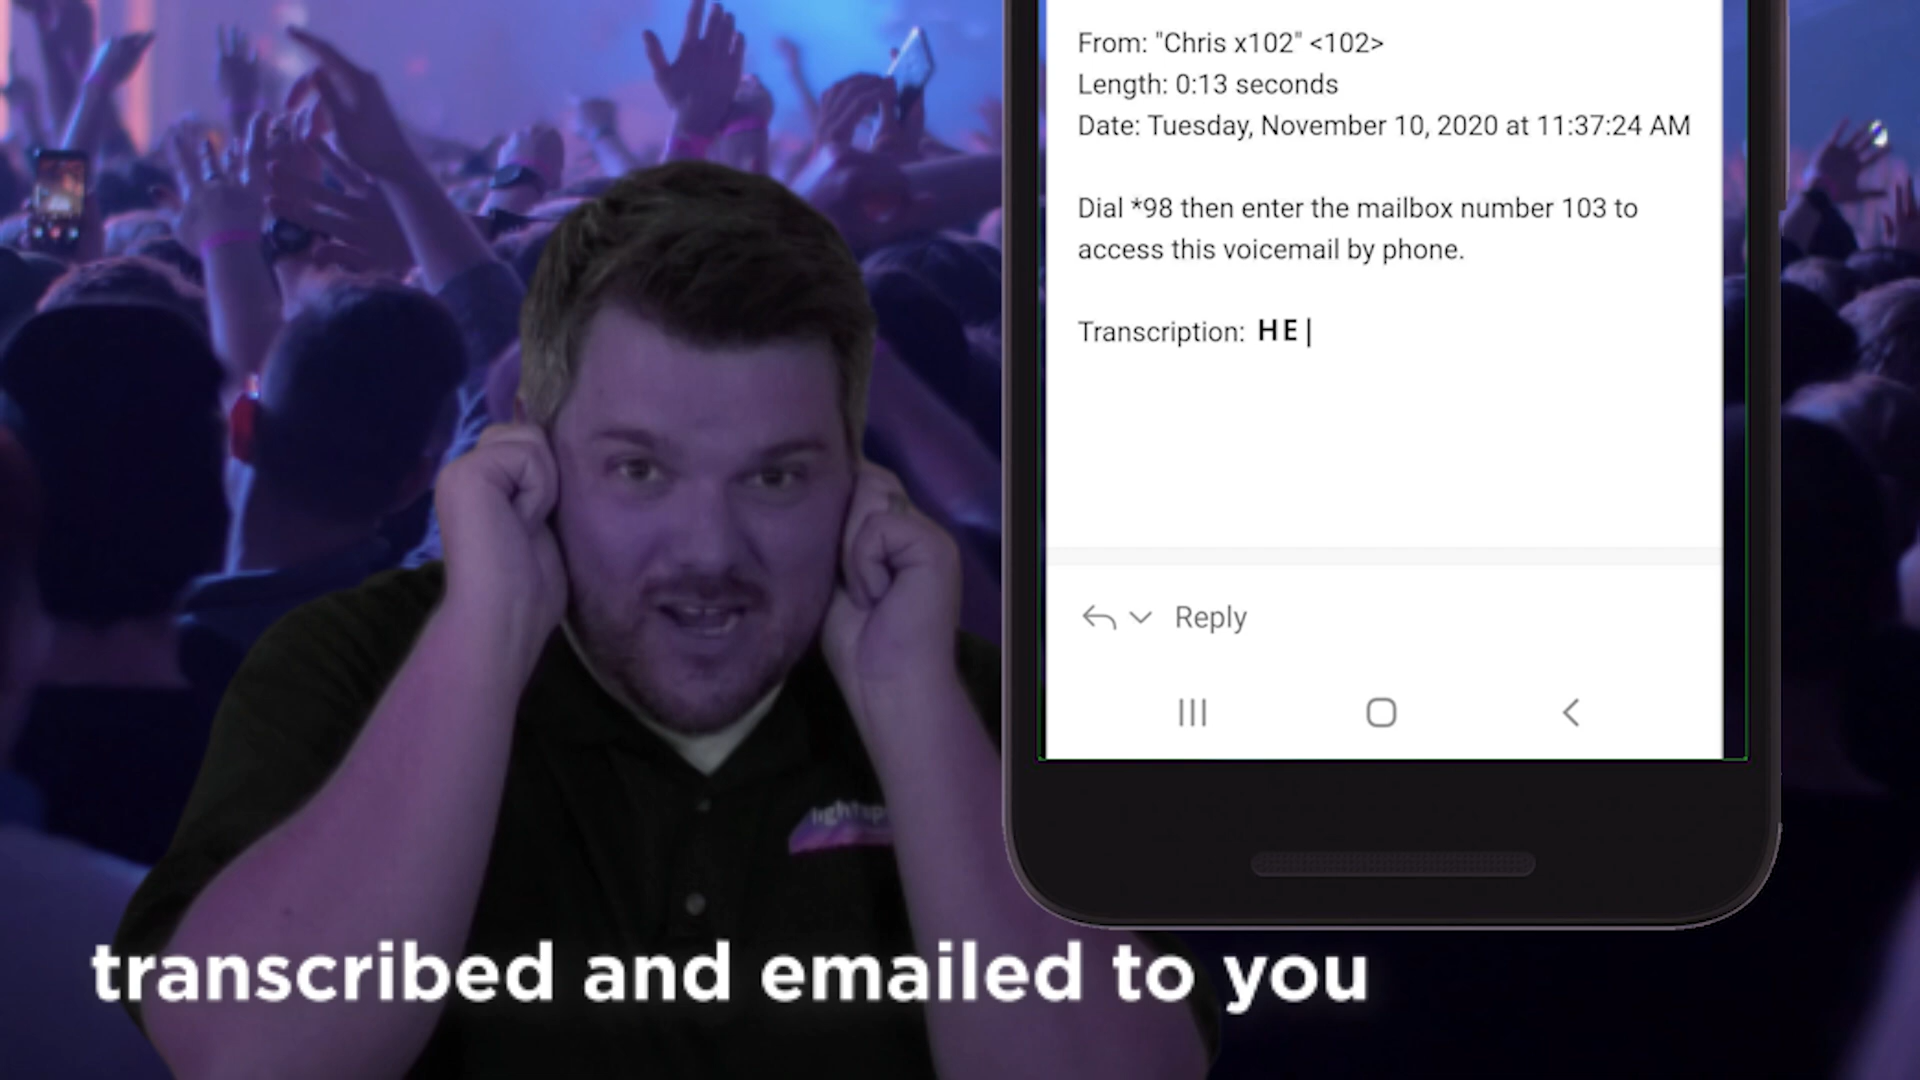 From: "Chris x102" <102>
Length: 0:13 seconds
Date: Tuesday, November 10, 2020 at 11:37:24 AM
Dial *98 then enter the mailbox number 103 to
access this voicemail by phone.
Transcription: HE|
Reply
transcribed and emailed to you